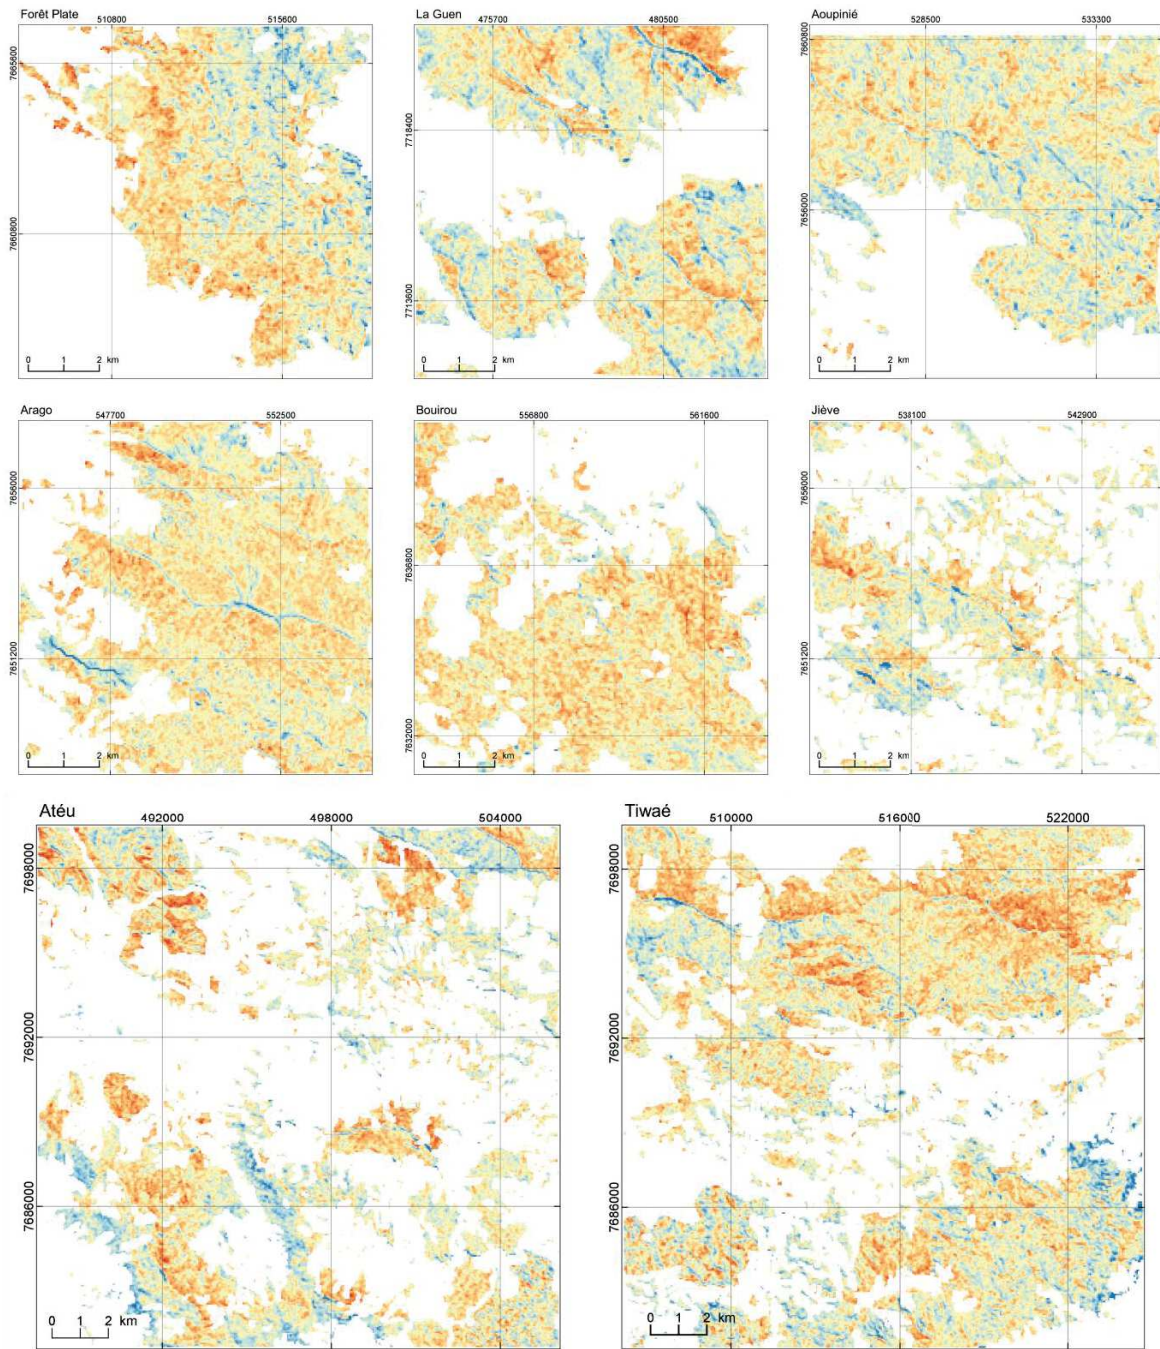 Forêt Plate
510800 515600
7665600
7660800
0 1 2 km
La Guen
475700 480500
7718400
7713600
0 1 2 km
Aoupinié
528500 533300
7660800
7656000
0 1 2 km
Arago
547700 552500
7656000
7651200
0 1 2 km
Bouirou
556800 561600
7636800
7632000
0 1 2 km
Jiève
538100 542900
7656000
7651200
0 1 2 km
Atéu
492000 498000 504000
7698000
7692000
7686000
0 1 2 km
Tiwaé
510000 516000 522000
7698000
7692000
7686000
0 1 2 km